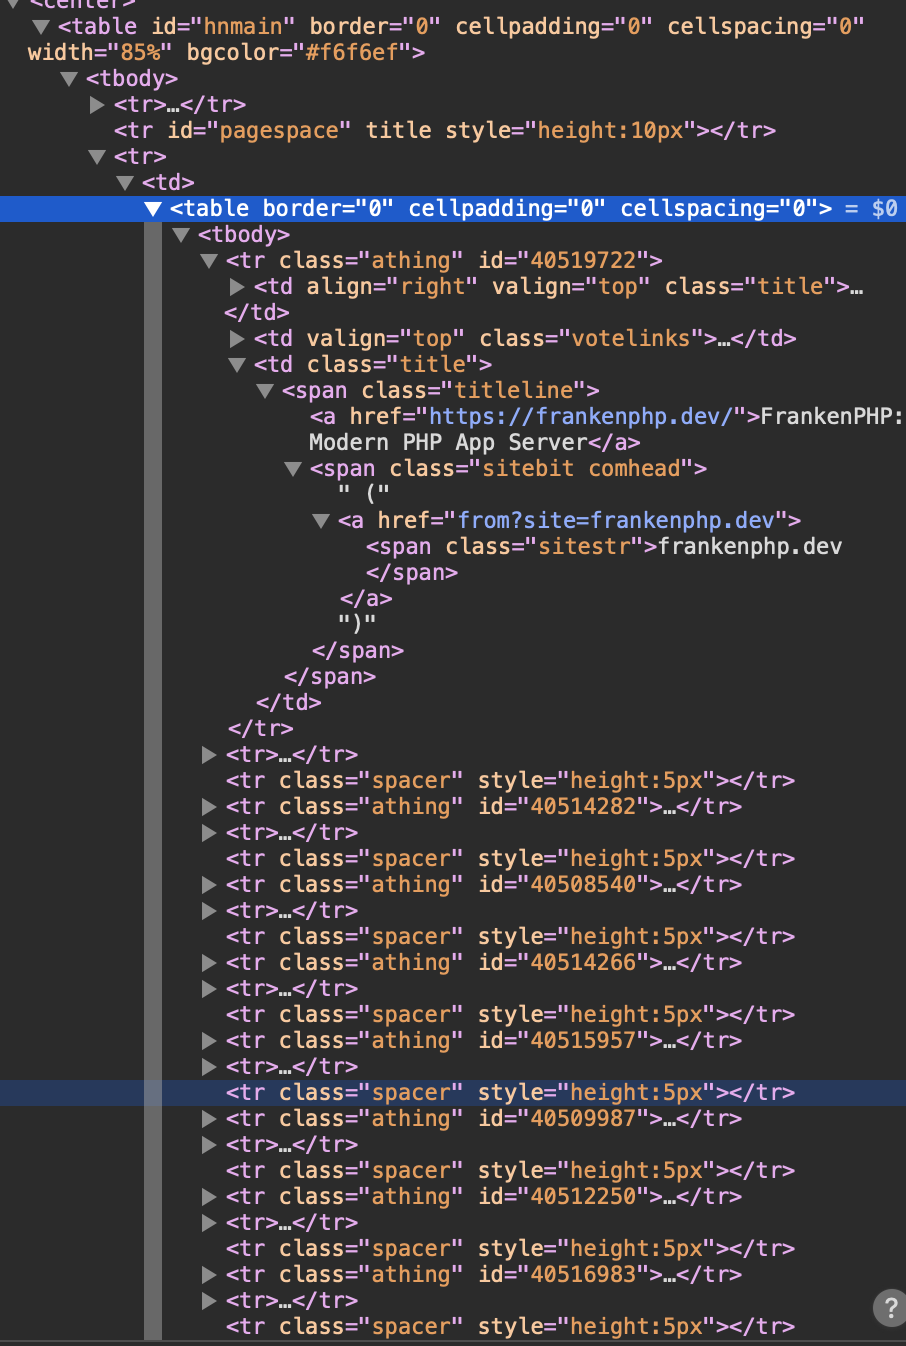 <center>
<table id="hnmain" border="0" cellpadding="0" cellspacing="0"
width="85%" bgcolor="#f6f6ef">
<tbody>
<tr>…</tr>
<tr id="pagespace" title style="height:10px"></tr>
<tr>
<td>
<table border="0" cellpadding="0" cellspacing="0"> = $0
<tbody>
<tr class="athing" id="40519722">
<td align="right" valign="top" class="title">…
</td>
<td valign="top" class="votelinks">…</td>
<td class="title">
<span class="titleline">
<a href="https://frankenphp.dev/">FrankenPHP:
Modern PHP App Server</a>
<span class="sitebit comhead">
" ("
<a href="from?site=frankenphp.dev">
<span class="sitestr">frankenphp.dev
</span>
</a>
")"
</span>
</span>
</td>
</tr>
<tr>…</tr>
<tr class="spacer" style="height:5px"></tr>
<tr class="athing" id="40514282">…</tr>
<tr>…</tr>
<tr class="spacer" style="height:5px"></tr>
<tr class="athing" id="40508540">…</tr>
<tr>…</tr>
<tr class="spacer" style="height:5px"></tr>
<tr class="athing" id="40514266">…</tr>
<tr>…</tr>
<tr class="spacer" style="height:5px"></tr>
<tr class="athing" id="40515957">…</tr>
<tr>…</tr>
<tr class="spacer" style="height:5px"></tr>
<tr class="athing" id="40509987">…</tr>
<tr>…</tr>
<tr class="spacer" style="height:5px"></tr>
<tr class="athing" id="40512250">…</tr>
<tr>…</tr>
<tr class="spacer" style="height:5px"></tr>
<tr class="athing" id="40516983">…</tr>
<tr>…</tr>
?
<tr class="spacer" style="height:5px"></tr>